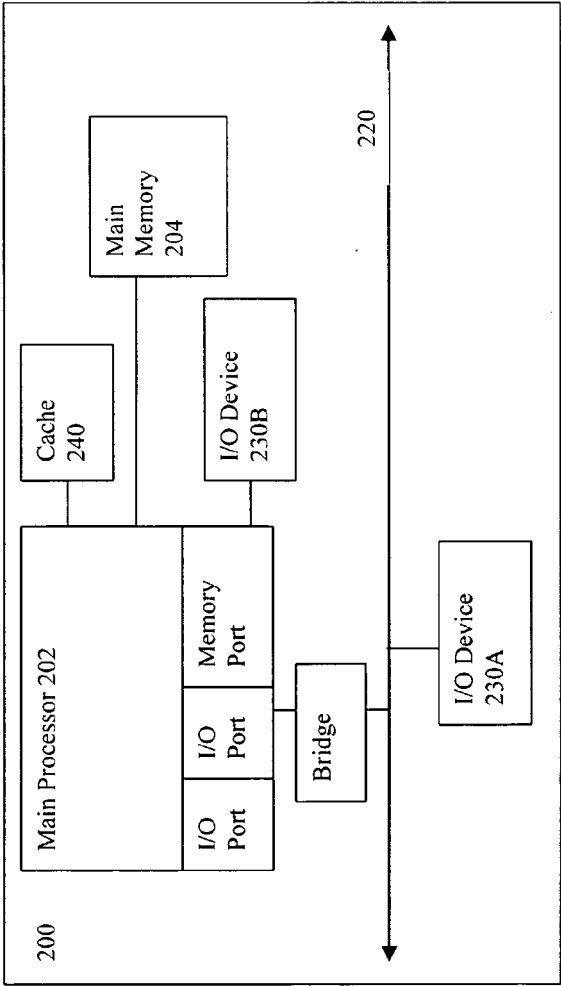 200
Main Processor 202
Cache
240
Main
Memory
204
I/O
Port
I/O
Port
Memory
Port
I/O Device
230B
Bridge
220
I/O Device
230A